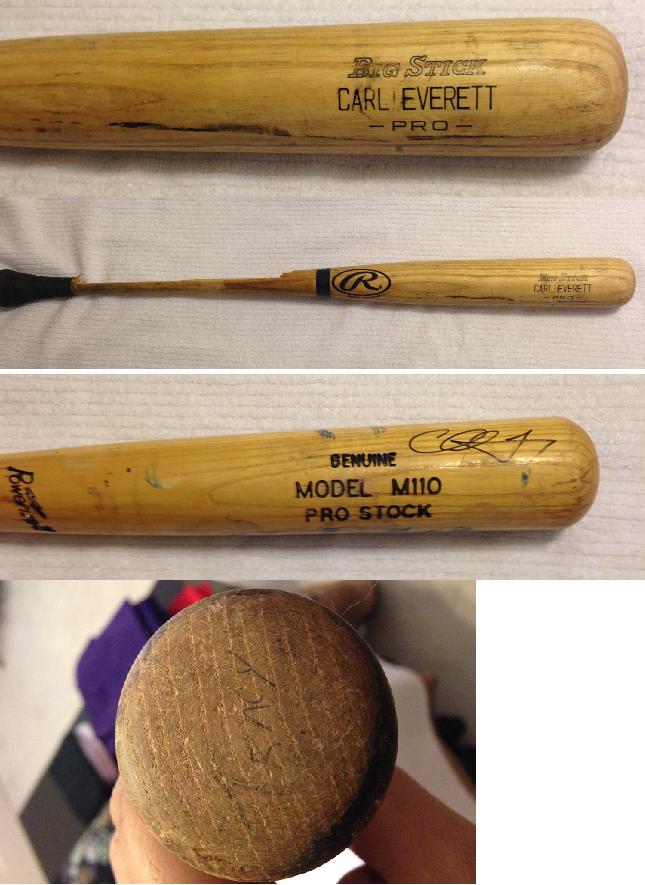 BIG STICK
CARL EVERETT
-PRO-
R
BIG STICK
CARL EVERETT
-PRO-
GENUINE
MODEL M110
PRO STOCK